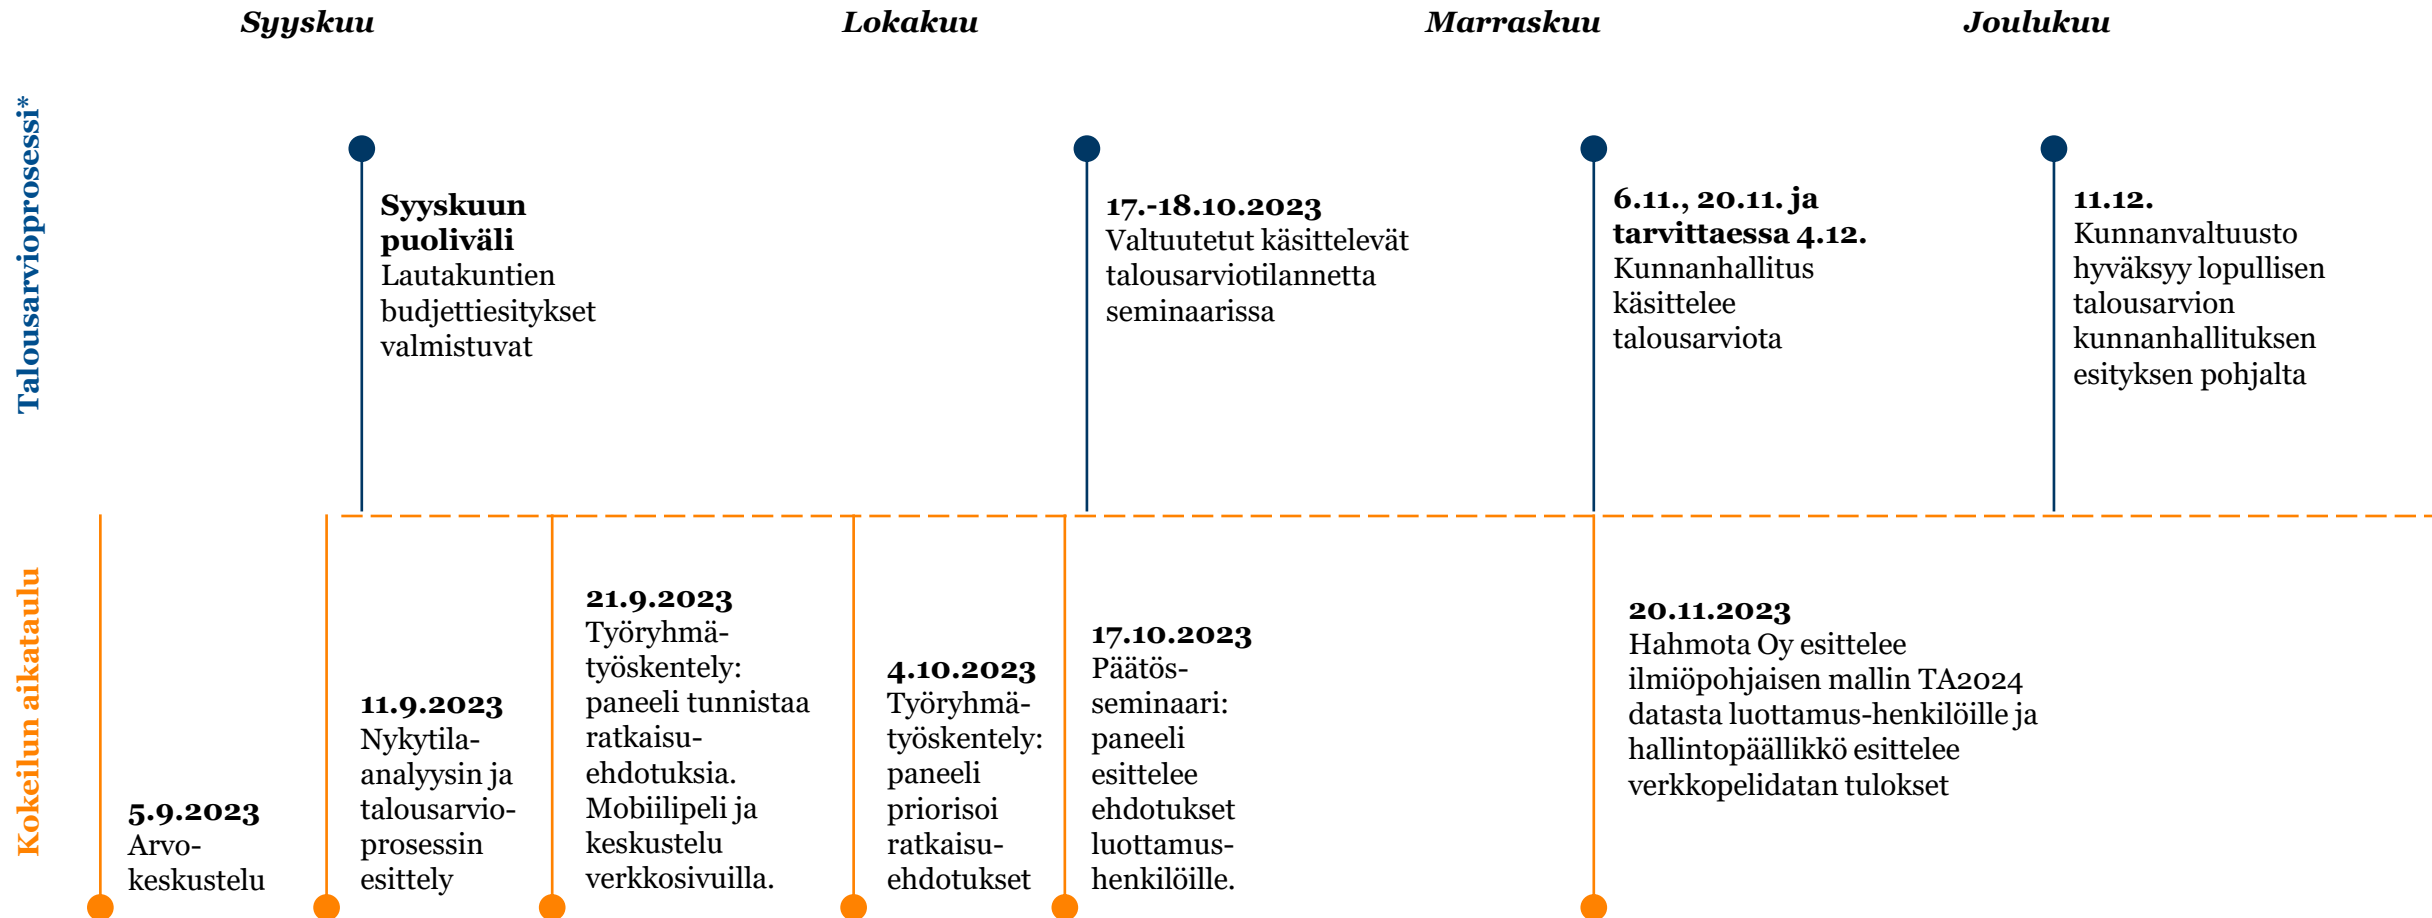 Syyskuu
Lokakuu
Marraskuu
Joulukuu
Talousarvioprosessi*
Syyskuun
puoliväli
Lautakuntien
budjettiesitykset
valmistuvat
17.-18.10.2023
Valtuutetut käsittelevät
talousarviotilannetta
seminaarissa
6.11., 20.11. ja
tarvittaessa 4.12.
Kunnanhallitus
käsittelee
talousarviota
11.12.
Kunnanvaltuusto
hyväksyy lopullisen
talousarvion
kunnanhallituksen
esityksen pohjalta
Kokeilun aikataulu
5.9.2023
Arvo-
keskustelu
11.9.2023
Nykytila-
analyysin ja
talousarvio-
prosessin
esittely
21.9.2023
Työryhmä-
työskentely:
paneeli tunnistaa
ratkaisu-
ehdotuksia.
Mobiilipeli ja
keskustelu
verkkosivuilla.
4.10.2023
Työryhmä-
työskentely:
paneeli
priorisoi
ratkaisu-
ehdotukset
17.10.2023
Päätös-
seminaari:
paneeli
esittelee
ehdotukset
luottamus-
henkilöille.
20.11.2023
Hahmota Oy esittelee
ilmiöpohjaisen mallin TA2024
datasta luottamus-henkilöille ja
hallintopäällikkö esittelee
verkkopelidatan tulokset